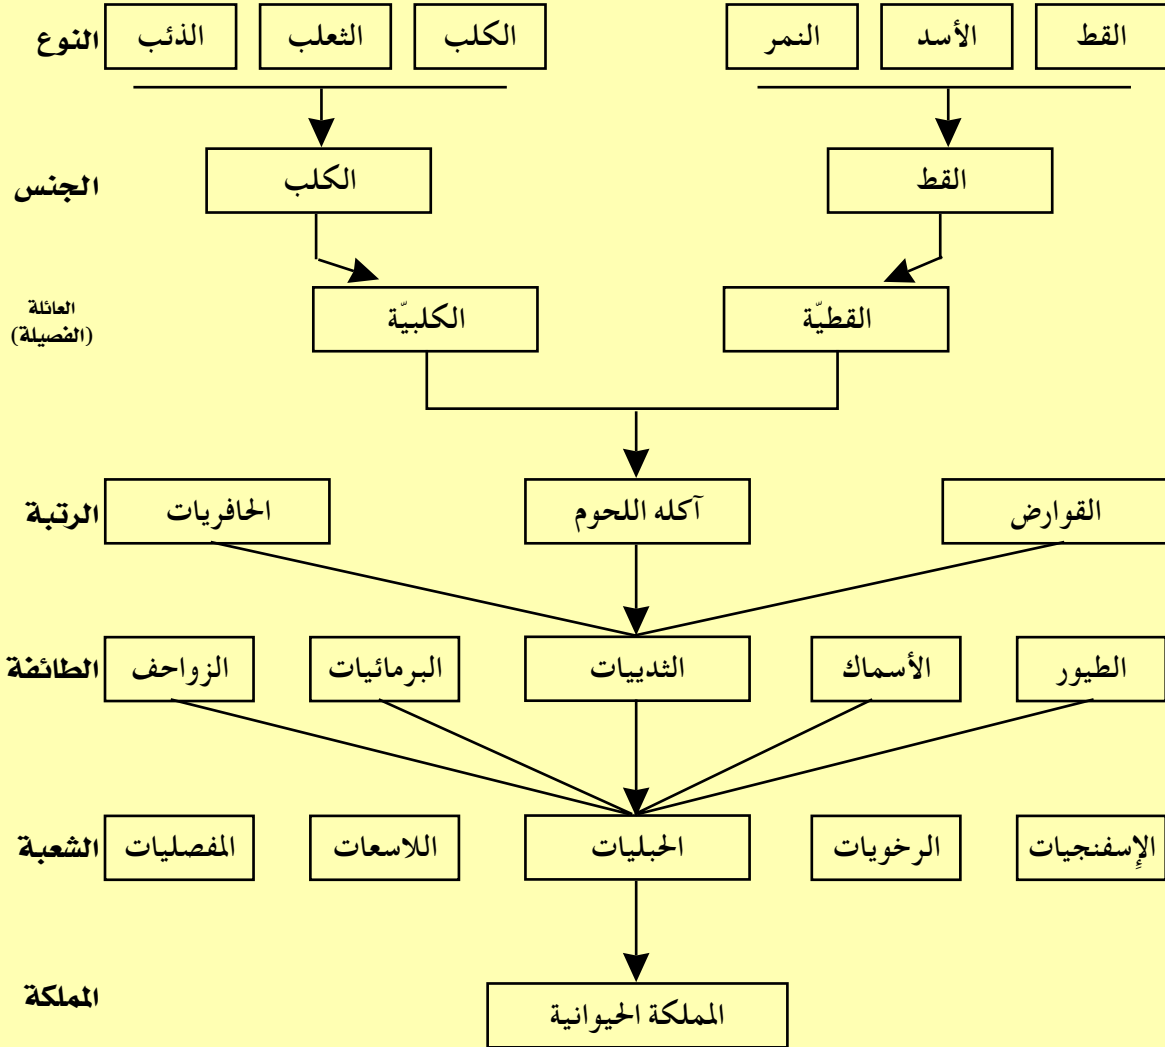 النوع القط الأسد النمر الكلب الثعلب الذئب
الجنس القط الكلب
العائلة
(الفصيلة) القطيّة الكلبيّة
الرتبة القوارض آكله اللحوم الحافريات
الطائفة الطيور الأسماك الثدييات البرمائيات الزواحف
الشعبة الإسفنجيات الرخويات الحبليات اللاسعات المفصليات
المملكة المملكة الحيوانية